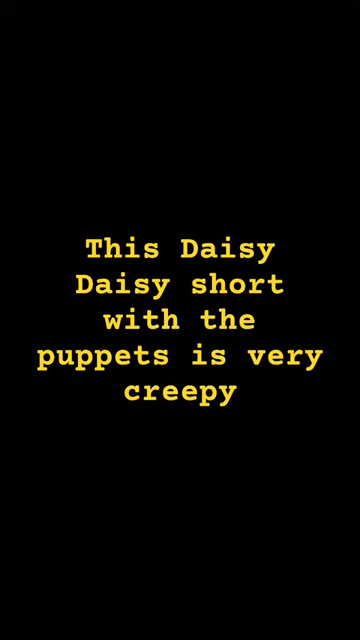 This Daisy
Daisy short
with the
puppets is very
creepy